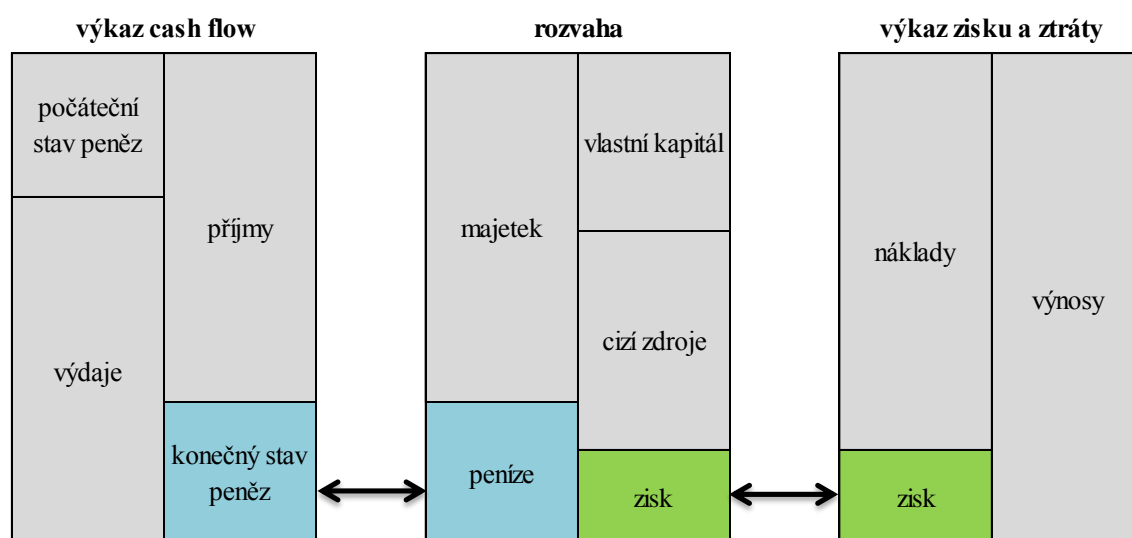 výkaz cash flow
počáteční
stav peněz
výdaje
příjmy
konečný stav
peněz
rozvaha
majetek
peníze
vlastní kapitál
cizí zdroje
zisk
výkaz zisku a ztráty
náklady
zisk
výnosy